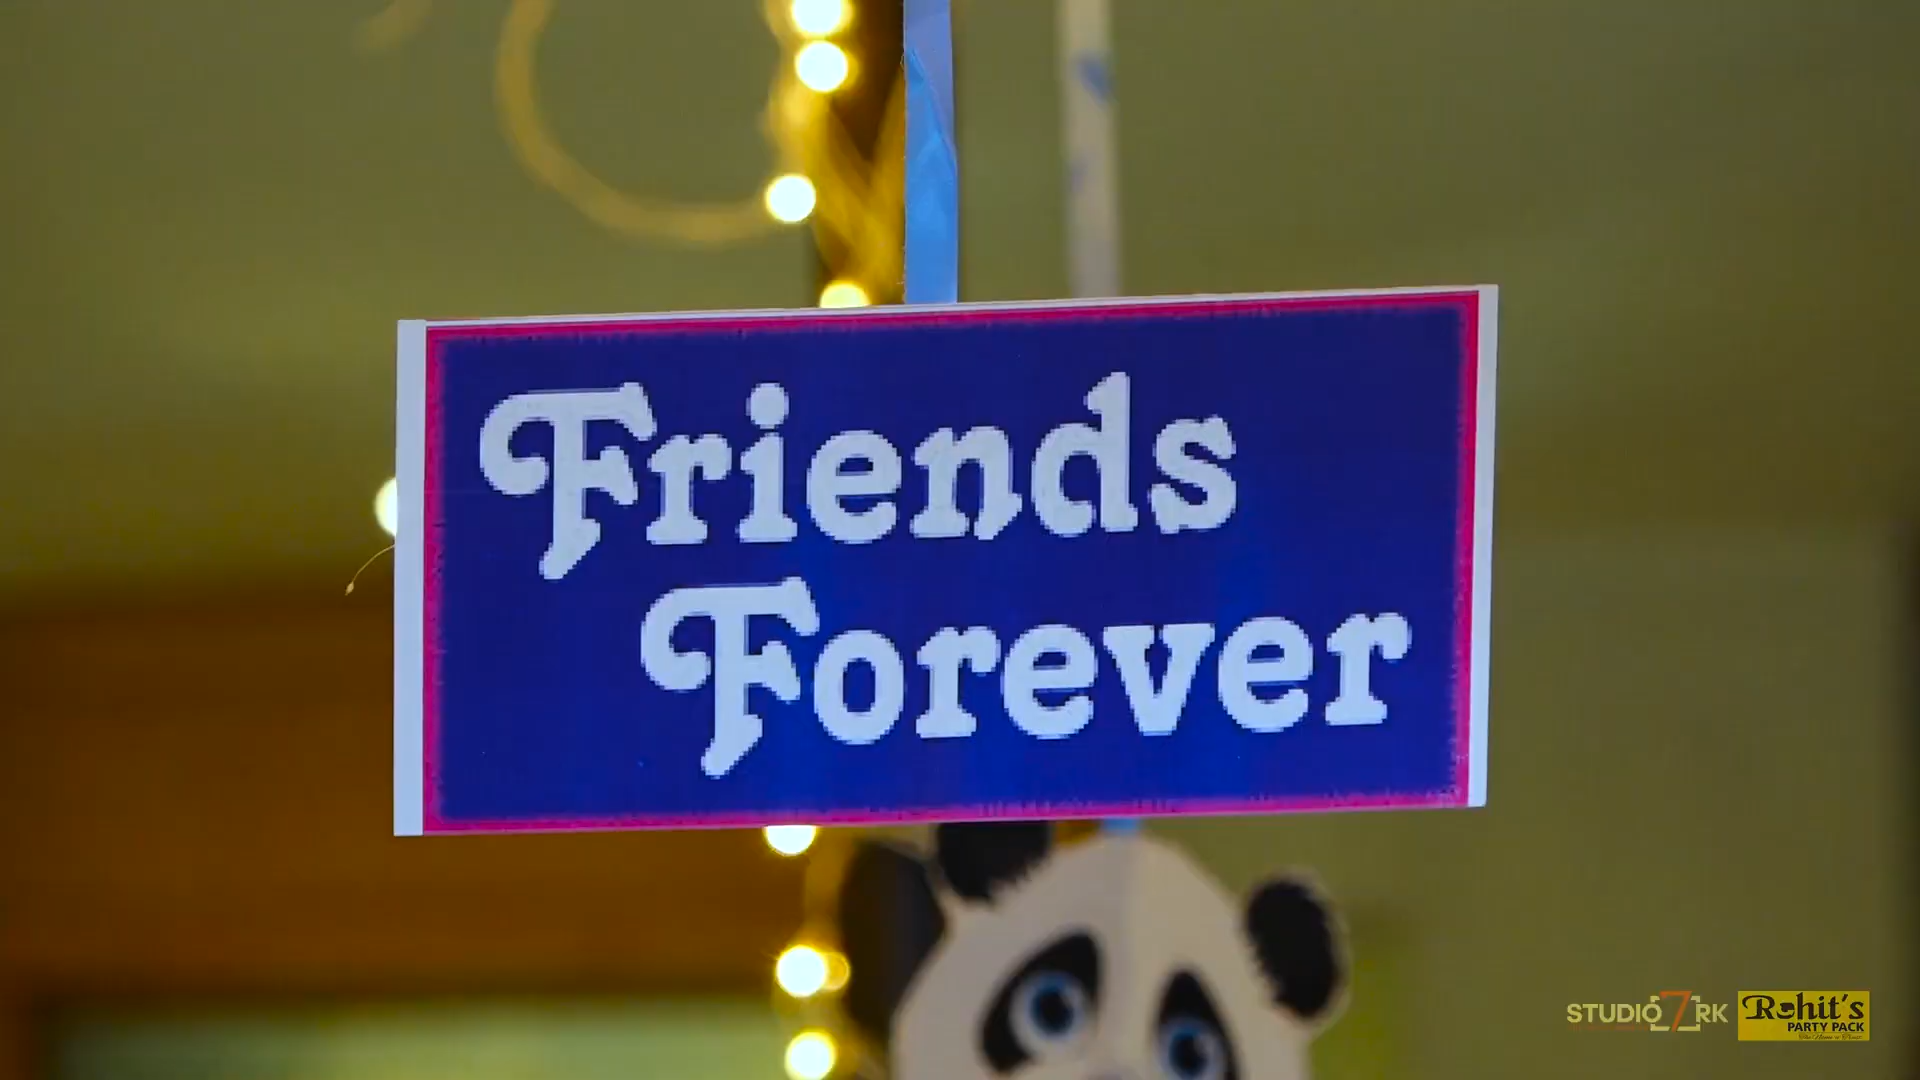 Friends
Forever
STUDIO 7 RK
Rohit's
PARTY PACK